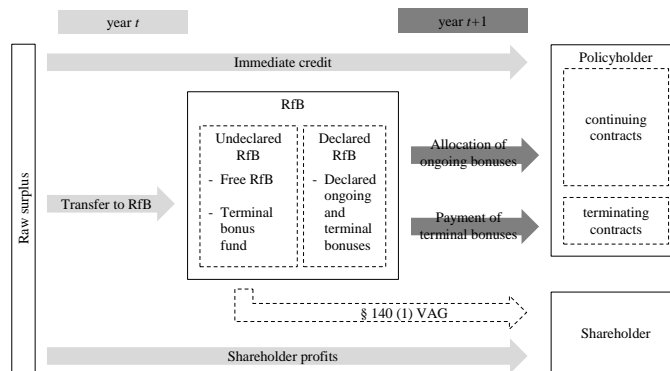 year t
year t+1
Raw surplus
Immediate credit
Policyholder
continuing
contracts
terminating
contracts
RfB
Undeclared
RfB
- Free RfB
- Terminal
bonus
fund
Declared
RfB
- Declared
ongoing
and
terminal
bonuses
Transfer to RfB
Allocation of
ongoing bonuses
Payment of
terminal bonuses
§ 140 (1) VAG
Shareholder
Shareholder profits